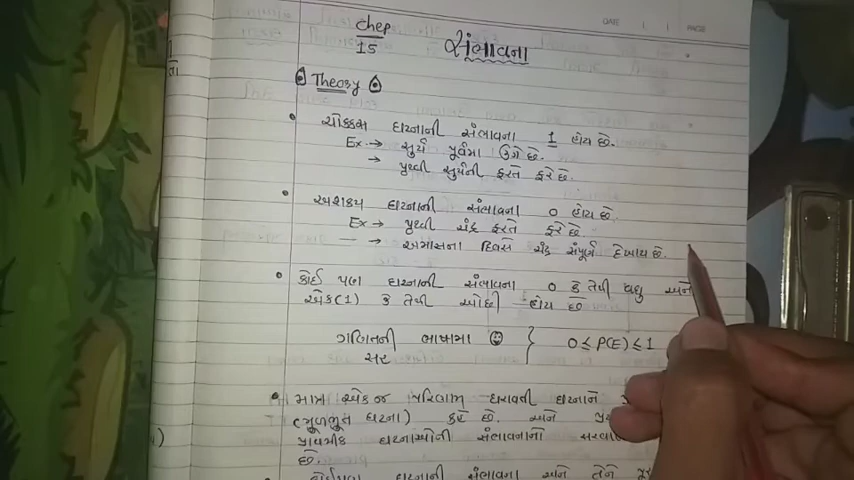 DATE / / PAGE
chep
15
સંભાવના
Theory
• ચોક્કસ ઘટનાની સંભાવના 1 હોય છે.
Ex → સુર્ય પૂર્વમા ઉગે છે.
→ પૃથ્વી સુર્યની ફરતે ફરે છે.
• અશક્ય ઘટનાની સંભાવના 0 હોય છે.
Ex → પૃથ્વી ચંદ્ર ફરતે ફરે છે.
→ અમાસના દિવસે ચંદ્ર સંપૂર્ણ દેખાય છે.
• કોઈ પણ ઘટનાની સંભાવના 0 કે તેથી વધુ અને
એક(1) કે તેથી ઓછી હોય છે
ગણિતની ભાષામા } 0 ≤ P(E) ≤ 1
સર
• માત્ર એક જ પરિણામ ધરાવતી ઘટનાને
(મૂળભૂત ઘટના) કહે છે. અને
પ્રાથમીક ઘટનાઓની સંભાવનાનો
છે.
ઘટનાની સંભાવના અને તેને